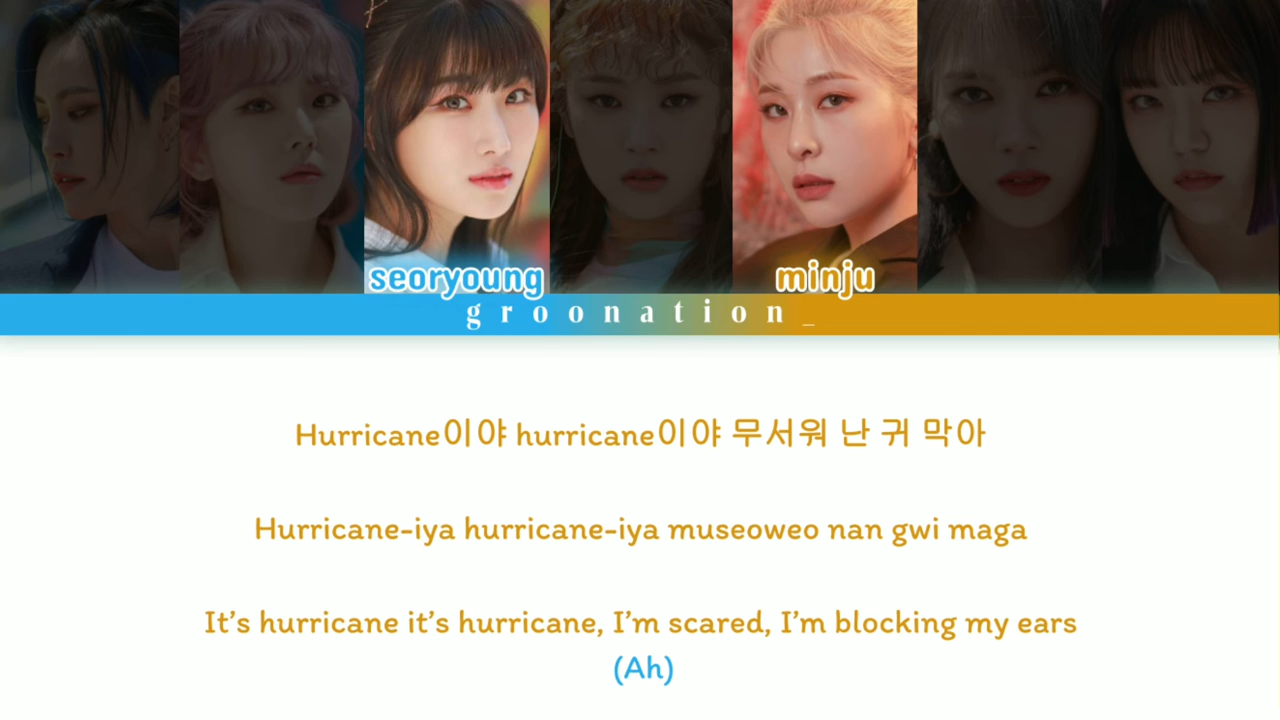 seoryoung
minju
groonation_
Hurricane이야 hurricane이야 무서워 난 귀 막아
Hurricane-iya hurricane-iya museoweo nan gwi maga
It's hurricane it's hurricane, I'm scared, I'm blocking my ears
(Ah)